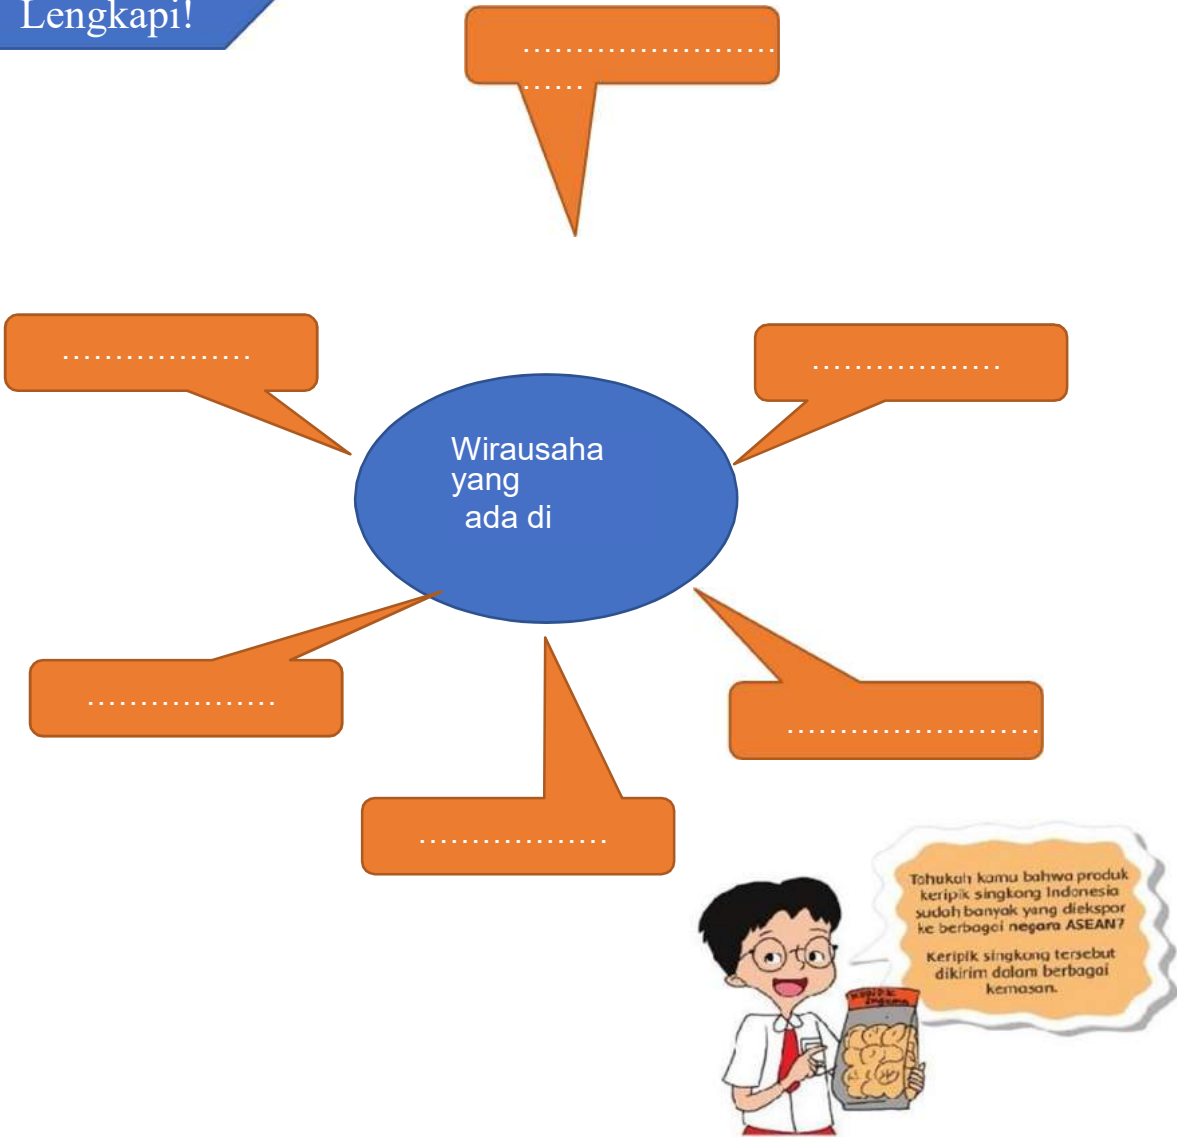 Lengkapi!
........................
......
..................
..................
Wirausaha
yang
ada di
..................
........................
..................
Tahukah kamu bahwa produk
keripik singkong Indonesia
sudah banyak yang diekspor
ke berbagai negara ASEAN?
Keripik singkong tersebut
dikirim dalam berbagai
kemasan.